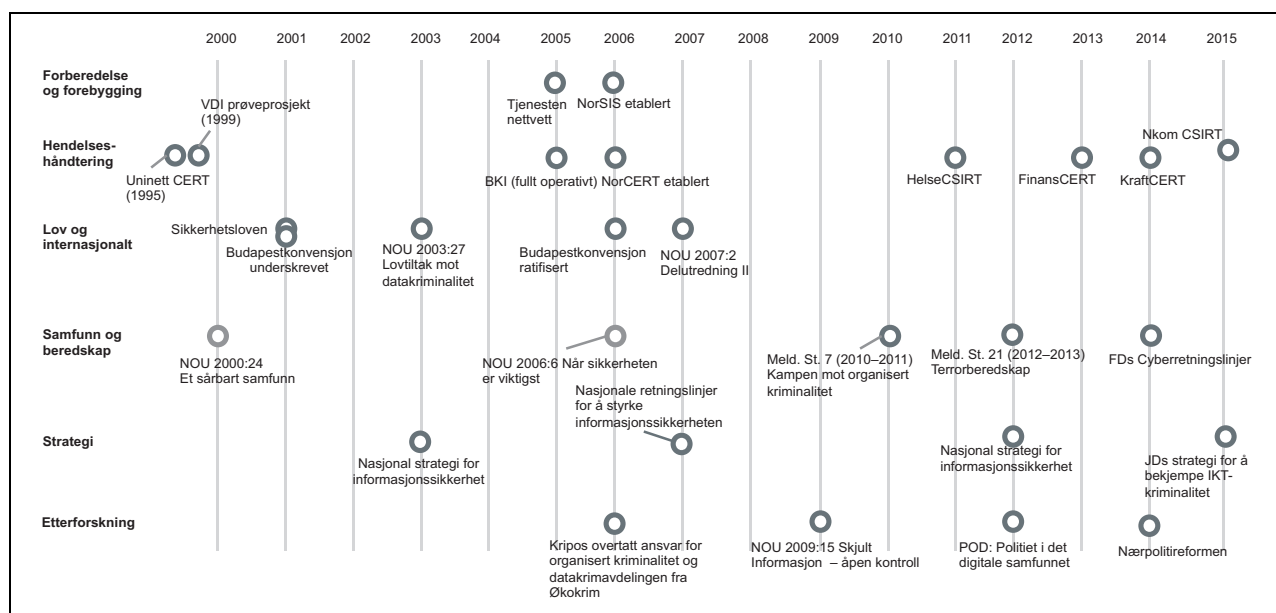 2000 2001 2002 2003 2004 2005 2006 2007 2008 2009 2010 2011 2012 2013 2014 2015
Forberedelse
og forebygging
Tjenesten
nettvett
NorSIS etablert
Hendelses-
håndtering
VDI prøveprosjekt
(1999)
Uninett CERT
(1995)
BKI (fullt operativt)
NorCERT etablert
HelseCSIRT
FinansCERT
KraftCERT
Nkom CSIRT
Lov og
internasjonalt
Sikkerhetsloven
Budapestkonvensjon
underskrevet
NOU 2003:27
Lovtiltak mot
datakriminalitet
Budapestkonvensjon
ratifisert
NOU 2007:2
Delutredning II
Samfunn og
beredskap
NOU 2000:24
Et sårbart samfunn
NOU 2006:6 Når sikkerheten
er viktigst
Meld. St. 7 (2010–2011)
Kampen mot organisert
kriminalitet
Meld. St. 21 (2012–2013)
Terrorberedskap
FDs Cyberretningslinjer
Strategi
Nasjonal strategi for
informasjonssikkerhet
Nasjonale retningslinjer
for å styrke
informasjonssikkerheten
Nasjonal strategi for
informasjonssikkerhet
JDs strategi for å
bekjempe IKT-
kriminalitet
Etterforskning
Kripos overtatt ansvar for
organisert kriminalitet og
datakrimavdelingen fra
Økokrim
NOU 2009:15 Skjult
Informasjon – åpen kontroll
POD: Politiet i det
digitale samfunnet
Nærpolitireformen